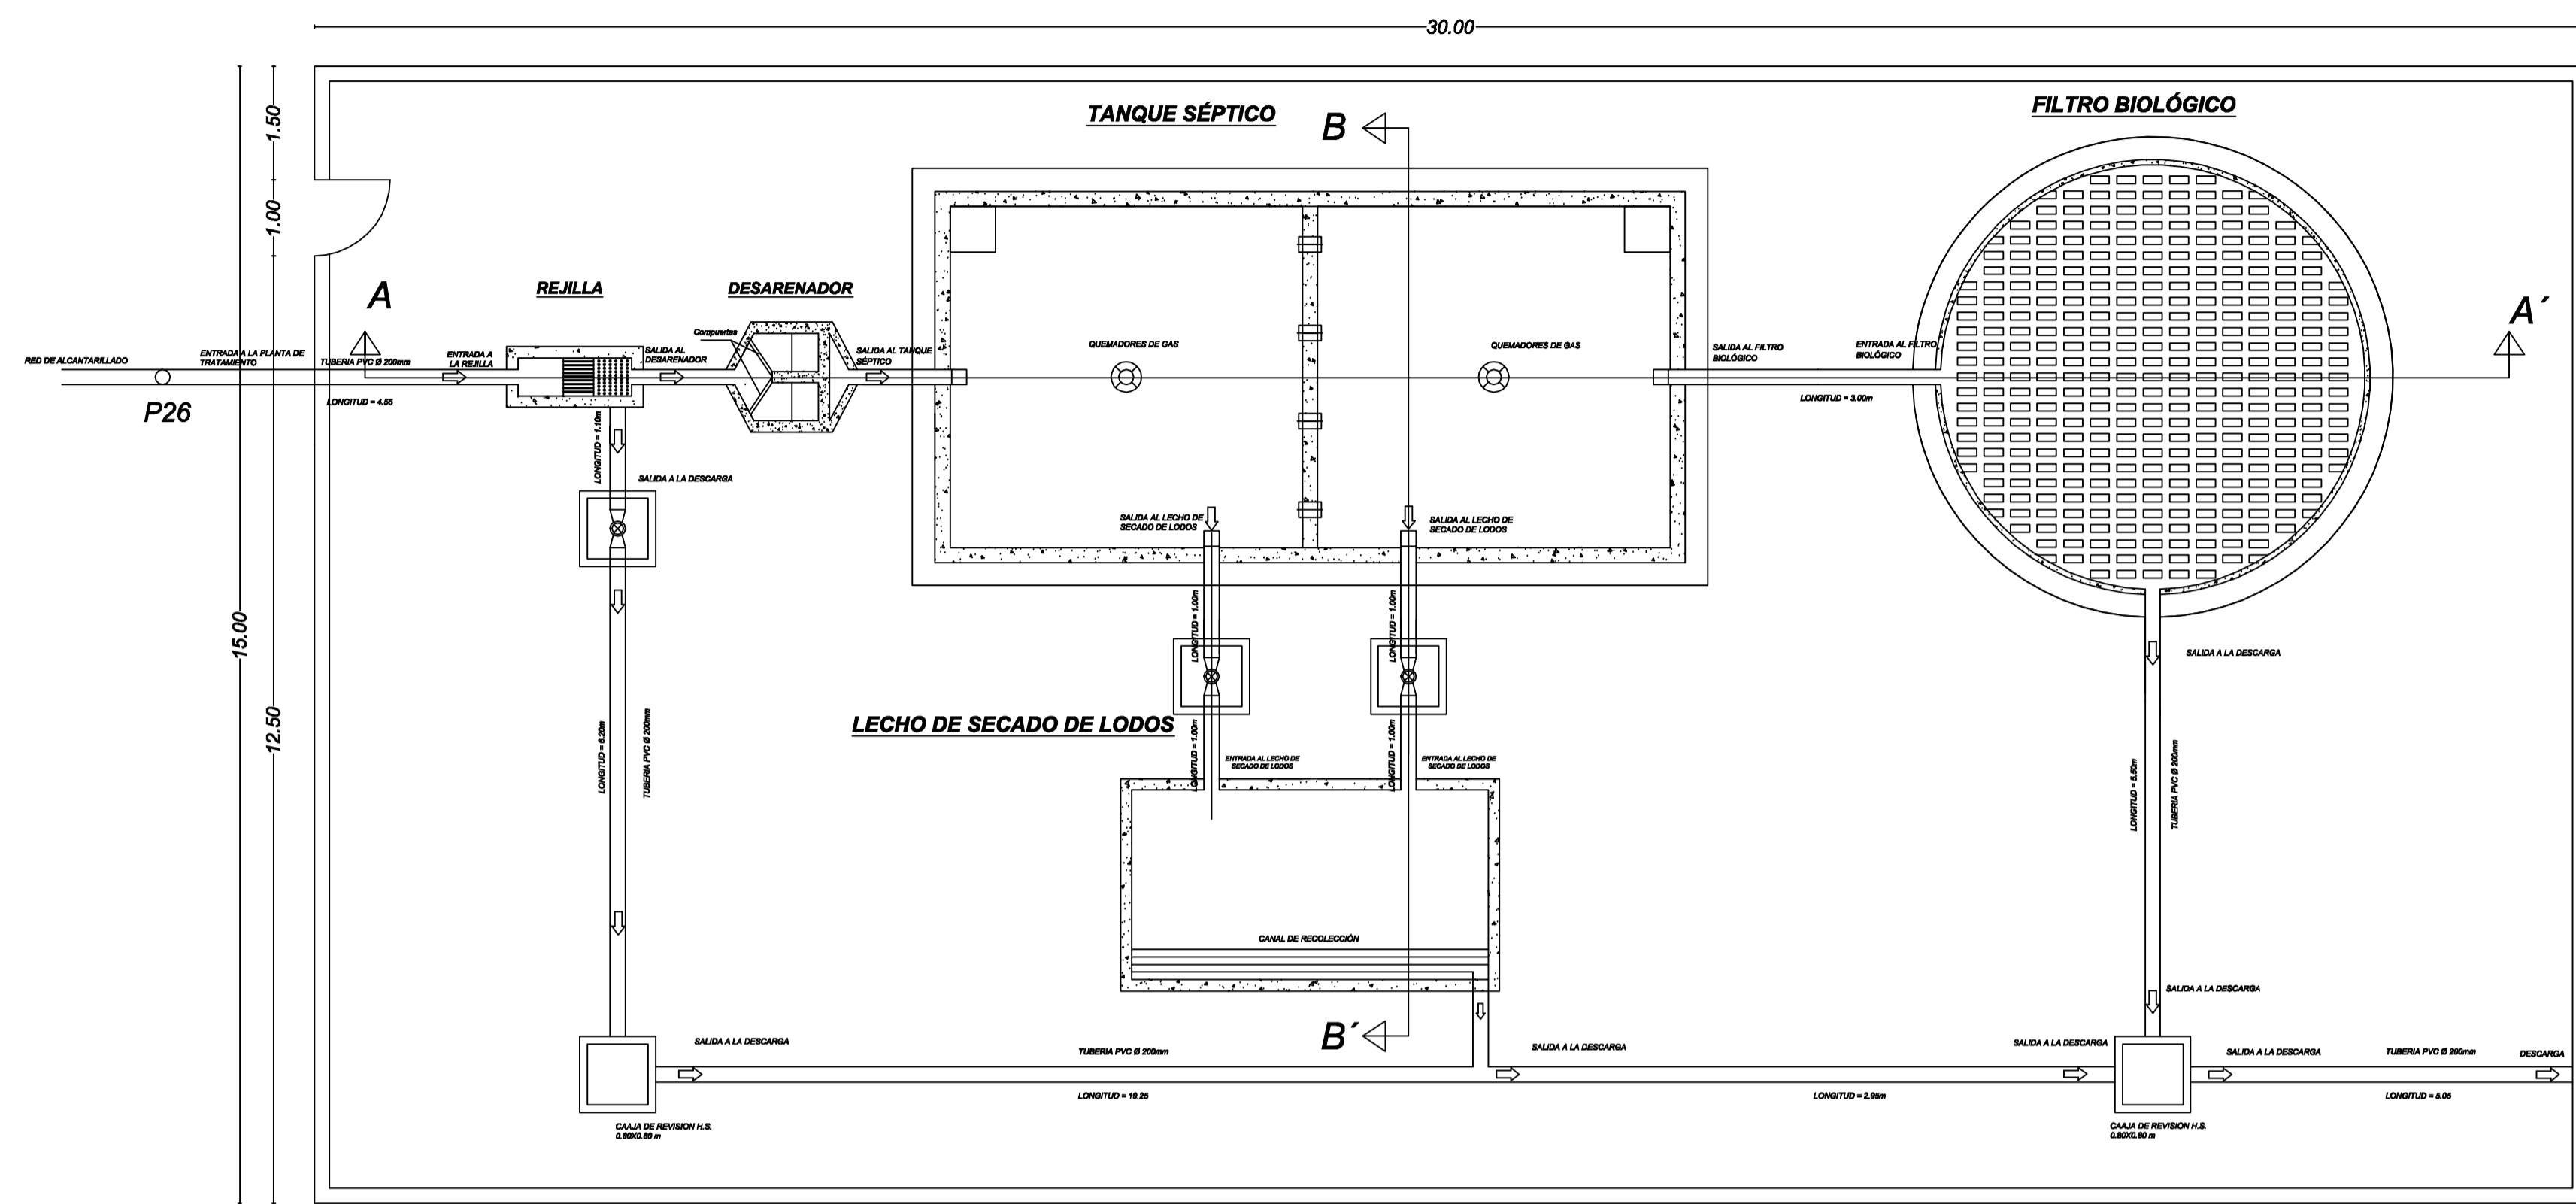 30.00
1.50
1.00
12.50
15.00
TANQUE SÉPTICO
B
FILTRO BIOLÓGICO
REJILLA
DESARENADOR
A
A´
Compuertas
QUEMADORES DE GAS
QUEMADORES DE GAS
RED DE ALCANTARILLADO
ENTRADA A LA PLANTA DE
TRATAMIENTO
TUBERIA PVC Ø 200mm
ENTRADA A
LA REJILLA
SALIDA AL
DESARENADOR
SALIDA AL TANQUE
SÉPTICO
SALIDA AL FILTRO
BIOLÓGICO
ENTRADA AL FILTRO
BIOLÓGICO
P26
LONGITUD = 4.55
LONGITUD = 3.00m
LONGITUD = 1.10m
SALIDA A LA DESCARGA
SALIDA AL LECHO DE
SECADO DE LODOS
SALIDA AL LECHO DE
SECADO DE LODOS
LONGITUD = 1.00m
LONGITUD = 1.00m
SALIDA A LA DESCARGA
LECHO DE SECADO DE LODOS
LONGITUD = 1.00m
LONGITUD = 1.00m
ENTRADA AL LECHO DE
SECADO DE LODOS
ENTRADA AL LECHO DE
SECADO DE LODOS
LONGITUD = 6.20m
TUBERIA PVC Ø 200mm
LONGITUD = 5.50m
TUBERIA PVC Ø 200mm
CANAL DE RECOLECCIÓN
SALIDA A LA DESCARGA
B´
SALIDA A LA DESCARGA
TUBERIA PVC Ø 200mm
SALIDA A LA DESCARGA
SALIDA A LA DESCARGA
SALIDA A LA DESCARGA
TUBERIA PVC Ø 200mm
DESCARGA
LONGITUD = 19.25
LONGITUD = 2.95m
LONGITUD = 5.05
CAAJA DE REVISION H.S.
0.80X0.80 m
CAAJA DE REVISION H.S.
0.80X0.80 m